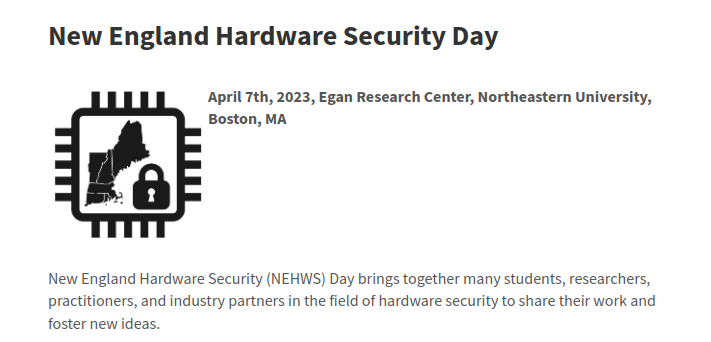 New England Hardware Security Day
April 7th, 2023, Egan Research Center, Northeastern University,
Boston, MA
New England Hardware Security (NEHWS) Day brings together many students, researchers,
practitioners, and industry partners in the field of hardware security to share their work and
foster new ideas.